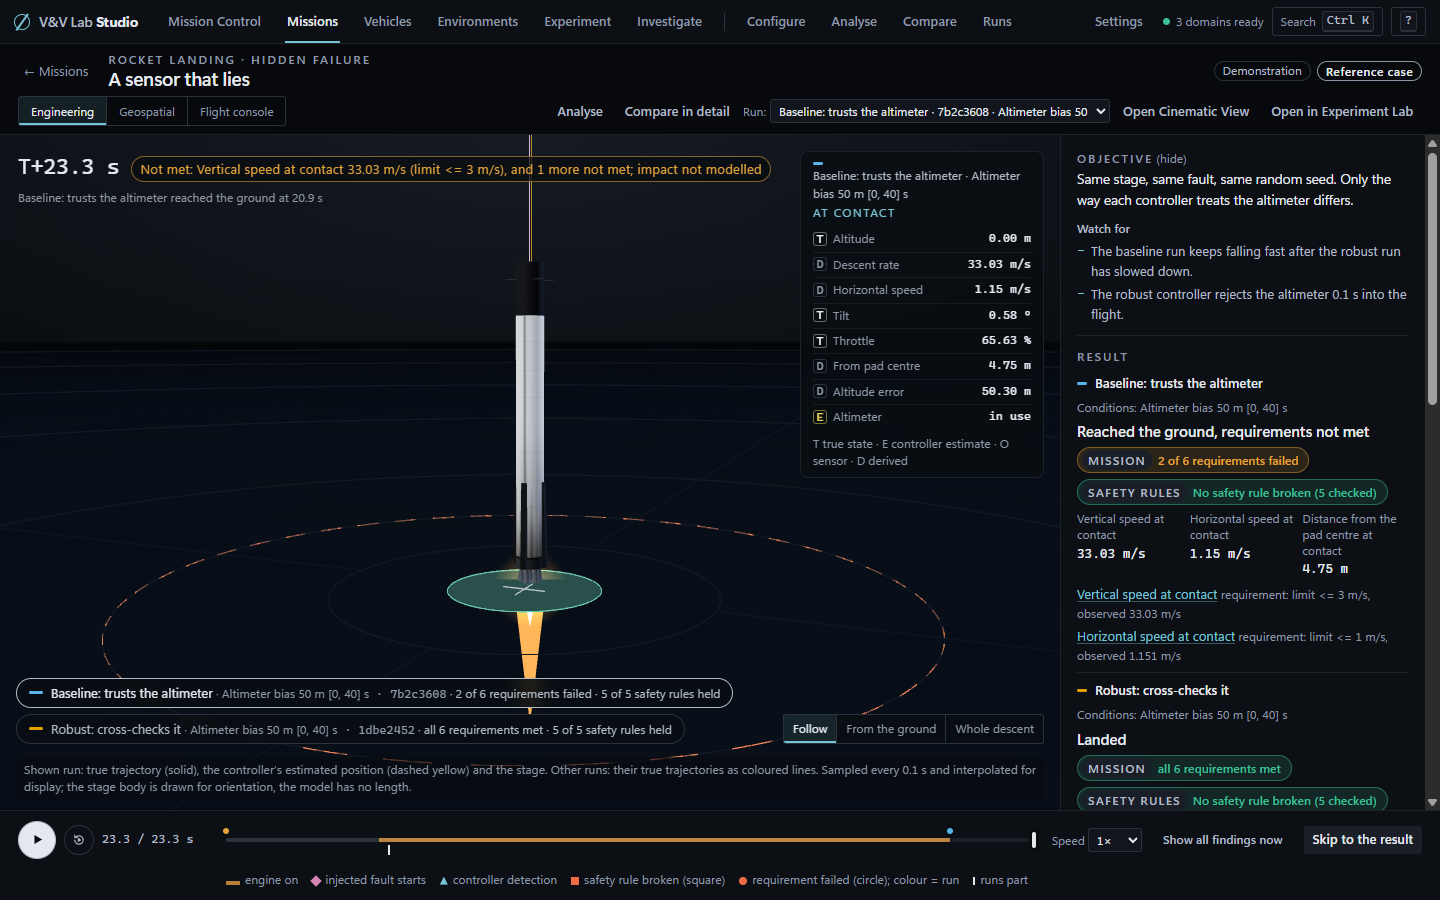 V&V Lab Studio
Mission Control
Missions
Vehicles
Environments
Experiment
Investigate
Configure
Analyse
Compare
Runs
Settings
3 domains ready
Search Ctrl K
?
← Missions
ROCKET LANDING · HIDDEN FAILURE
A sensor that lies
Demonstration
Reference case
Engineering
Geospatial
Flight console
Analyse
Compare in detail
Run: Baseline: trusts the altimeter · 7b2c3608 · Altimeter bias 50
Open Cinematic View
Open in Experiment Lab
T+23.3 s
Not met: Vertical speed at contact 33.03 m/s (limit <= 3 m/s), and 1 more not met; impact not modelled
Baseline: trusts the altimeter reached the ground at 20.9 s
Baseline: trusts the altimeter · Altimeter
bias 50 m [0, 40] s
AT CONTACT
T Altitude 0.00 m
D Descent rate 33.03 m/s
D Horizontal speed 1.15 m/s
T Tilt 0.58 °
T Throttle 65.63 %
D From pad centre 4.75 m
D Altitude error 50.30 m
E Altimeter in use
T true state · E controller estimate · O
sensor · D derived
Baseline: trusts the altimeter · Altimeter bias 50 m [0, 40] s · 7b2c3608 · 2 of 6 requirements failed · 5 of 5 safety rules held
Robust: cross-checks it · Altimeter bias 50 m [0, 40] s · 1dbe2452 · all 6 requirements met · 5 of 5 safety rules held
Follow
From the ground
Whole descent
Shown run: true trajectory (solid), the controller's estimated position (dashed yellow) and the stage. Other runs: their true trajectories as coloured lines. Sampled every 0.1 s and interpolated for
display; the stage body is drawn for orientation, the model has no length.
OBJECTIVE (hide)
Same stage, same fault, same random seed. Only the
way each controller treats the altimeter differs.
Watch for
– The baseline run keeps falling fast after the robust run
has slowed down.
– The robust controller rejects the altimeter 0.1 s into the
flight.
RESULT
Baseline: trusts the altimeter
Conditions: Altimeter bias 50 m [0, 40] s
Reached the ground, requirements not met
MISSION 2 of 6 requirements failed
SAFETY RULES No safety rule broken (5 checked)
Vertical speed at
contact
33.03 m/s
Horizontal speed at
contact
1.15 m/s
Distance from the
pad centre at
contact
4.75 m
Vertical speed at contact requirement: limit <= 3 m/s,
observed 33.03 m/s
Horizontal speed at contact requirement: limit <= 1 m/s,
observed 1.151 m/s
Robust: cross-checks it
Conditions: Altimeter bias 50 m [0, 40] s
Landed
MISSION all 6 requirements met
SAFETY RULES No safety rule broken (5 checked)
23.3 / 23.3 s
Speed 1×
Show all findings now
Skip to the result
engine on
injected fault starts
controller detection
safety rule broken (square)
requirement failed (circle); colour = run
runs part